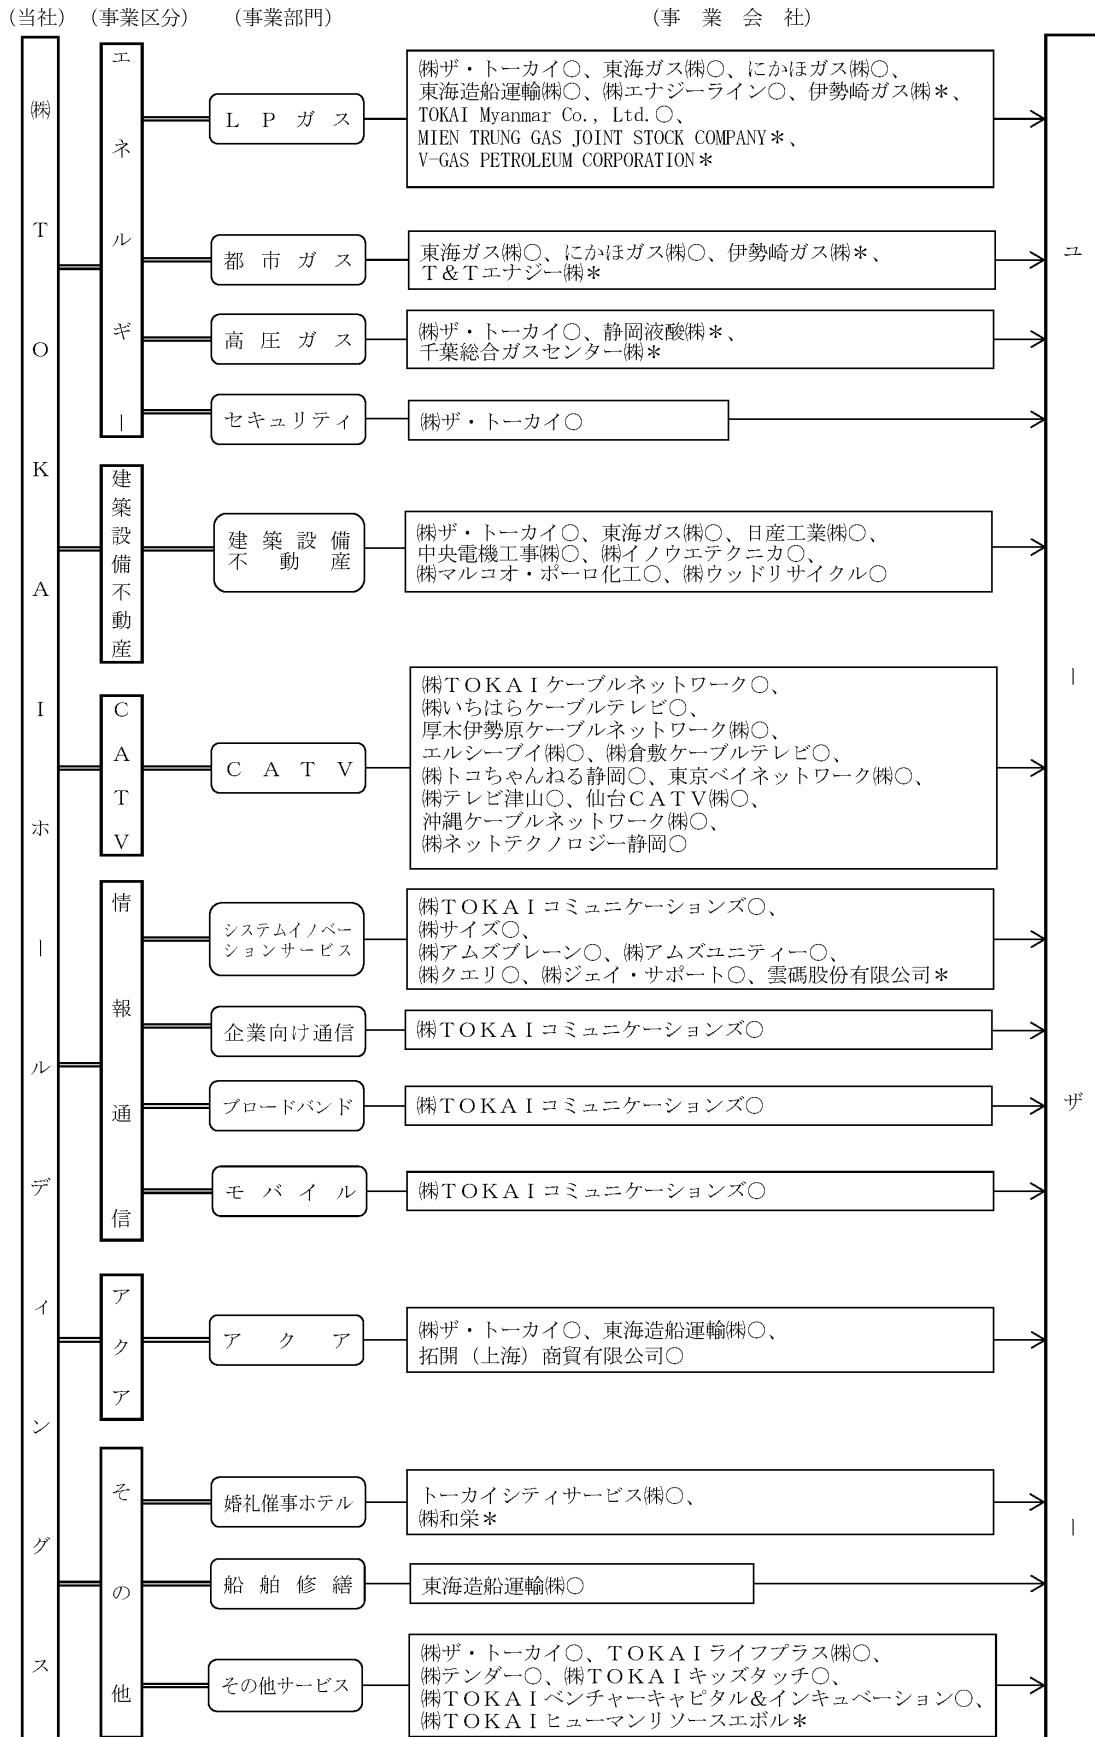 (当社) (事業区分) (事業部門) (事業会社)
㈱TOKAIホールディングス
エネルギー
LPガス
㈱ザ・トーカイ○、東海ガス㈱○、にかほガス㈱○、
東海造船運輸㈱○、㈱エナジーライン○、伊勢崎ガス㈱＊、
TOKAI Myanmar Co., Ltd.○、
MIEN TRUNG GAS JOINT STOCK COMPANY＊、
V-GAS PETROLEUM CORPORATION＊
都市ガス
東海ガス㈱○、にかほガス㈱○、伊勢崎ガス㈱＊、
T＆Tエナジー㈱＊
高圧ガス
㈱ザ・トーカイ○、静岡液酸㈱＊、
千葉総合ガスセンター㈱＊
セキュリティ
㈱ザ・トーカイ○
建築設備不動産
建築設備
不動産
㈱ザ・トーカイ○、東海ガス㈱○、日産工業㈱○、
中央電機工事㈱○、㈱イノウエテクニカ○、
㈱マルコオ・ポーロ化工○、㈱ウッドリサイクル○
CATV
CATV
㈱TOKAIケーブルネットワーク○、
㈱いちはらケーブルテレビ○、
厚木伊勢原ケーブルネットワーク㈱○、
エルシーブイ㈱○、㈱倉敷ケーブルテレビ○、
㈱トコちゃんねる静岡○、東京ベイネットワーク㈱○、
㈱テレビ津山○、仙台CATV㈱○、
沖縄ケーブルネットワーク㈱○、
㈱ネットテクノロジー静岡○
情報通信
システムイノベー
ションサービス
㈱TOKAIコミュニケーションズ○、
㈱サイズ○、
㈱アムズブレーン○、㈱アムズユニティー○、
㈱クエリ○、㈱ジェイ・サポート○、雲碼股份有限公司＊
企業向け通信
㈱TOKAIコミュニケーションズ○
ブロードバンド
㈱TOKAIコミュニケーションズ○
モバイル
㈱TOKAIコミュニケーションズ○
アクア
アクア
㈱ザ・トーカイ○、東海造船運輸㈱○、
拓開（上海）商貿有限公司○
その他
婚礼催事ホテル
トーカイシティサービス㈱○、
㈱和栄＊
船舶修繕
東海造船運輸㈱○
その他サービス
㈱ザ・トーカイ○、TOKAIライフプラス㈱○、
㈱テンダー○、㈱TOKAIキッズタッチ○、
㈱TOKAIベンチャーキャピタル＆インキュベーション○、
㈱TOKAIヒューマンリソースエボル＊
ユーザー